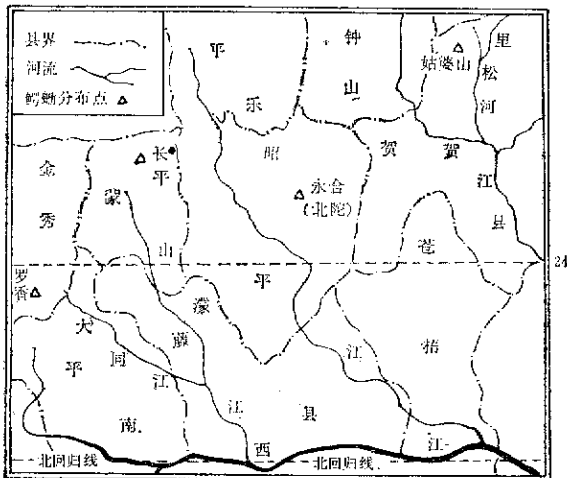 县界
河流
鳄蜥分布点
平乐
钟山
姑婆山
里松河
金秀
长平
蒙山
昭平
永合
(北陀)
贺江
贺县
苍梧
24
罗香
大同江
濛江
藤县
平南
江
西江
北回归线
北回归线